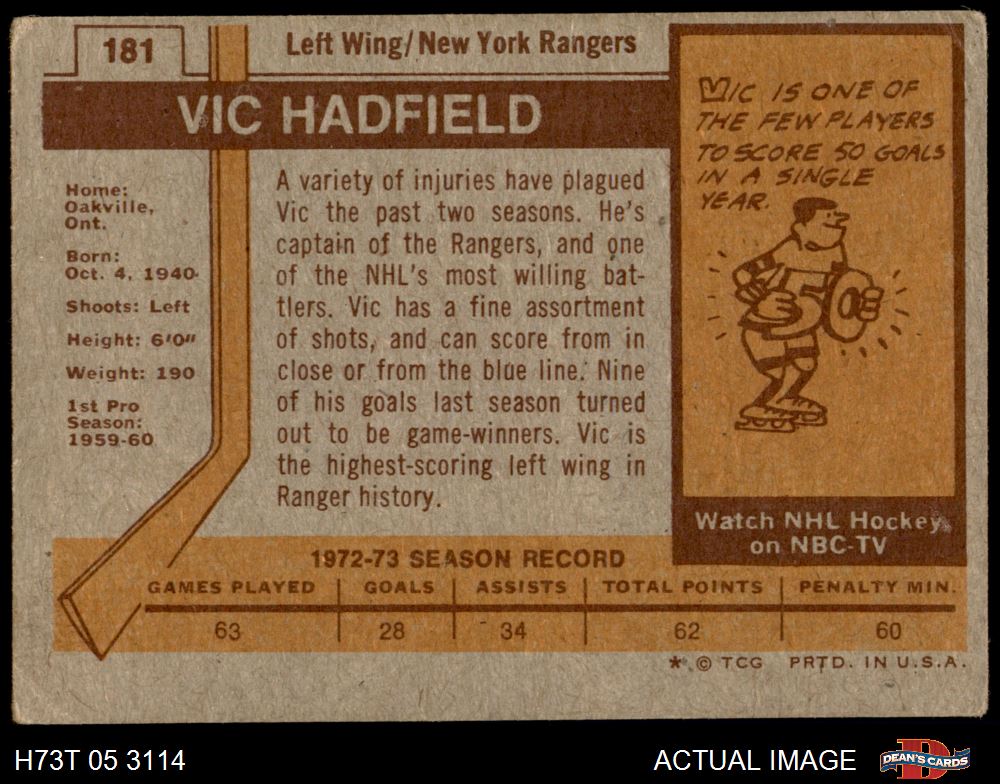 181
Left Wing/New York Rangers
VIC HADFIELD
Home:
Oakville,
Ont.
Born:
Oct. 4, 1940
Shoots: Left
Height: 6'0"
Weight: 190
1st Pro
Season:
1959-60
A variety of injuries have plagued
Vic the past two seasons. He's
captain of the Rangers, and one
of the NHL's most willing bat-
tlers. Vic has a fine assortment
of shots, and can score from in
close or from the blue line. Nine
of his goals last season turned
out to be game-winners. Vic is
the highest-scoring left wing in
Ranger history.
VIC IS ONE OF
THE FEW PLAYERS
TO SCORE 50 GOALS
IN A SINGLE
YEAR.
50
Watch NHL Hockey
on NBC-TV
1972-73 SEASON RECORD
GAMES PLAYED GOALS ASSISTS TOTAL POINTS PENALTY MIN.
63 28 34 62 60
* © TCG PRTD. IN U.S.A.
H73T 05 3114 ACTUAL IMAGE D DEAN'S CARDS